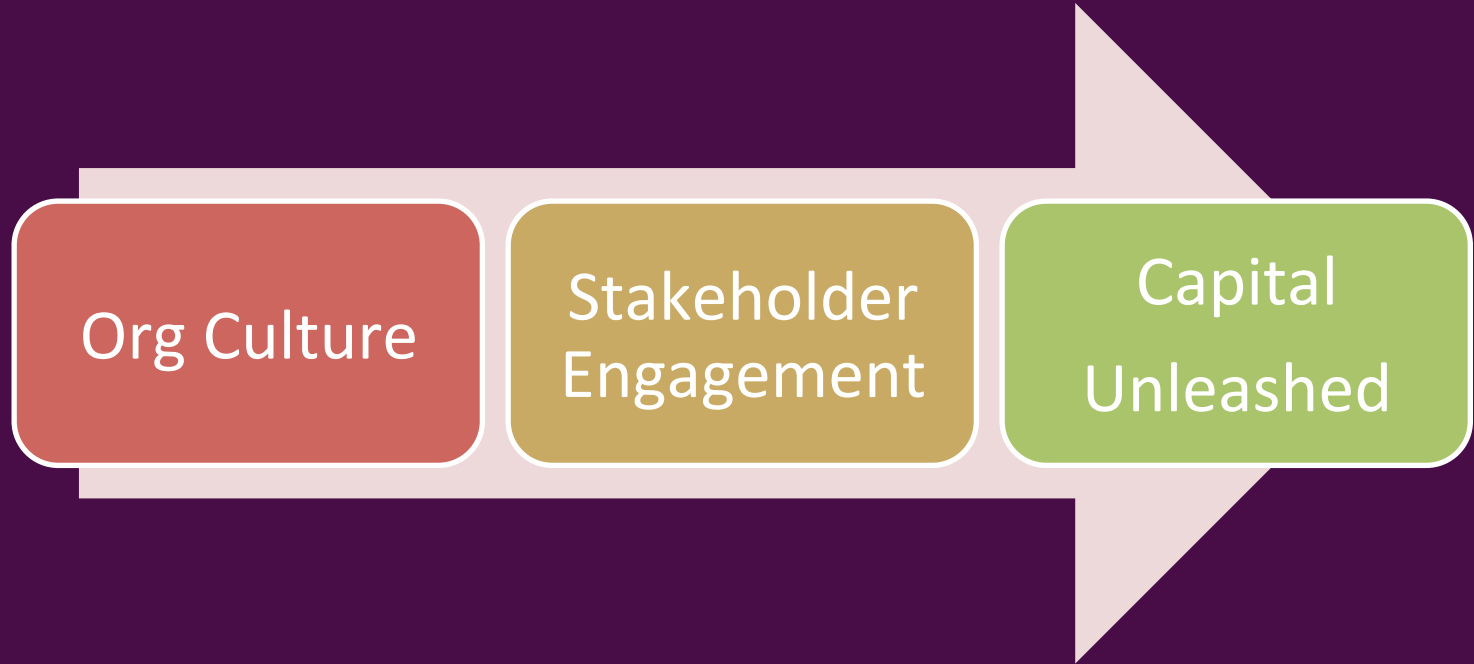 Org Culture
Stakeholder
Engagement
Capital
Unleashed